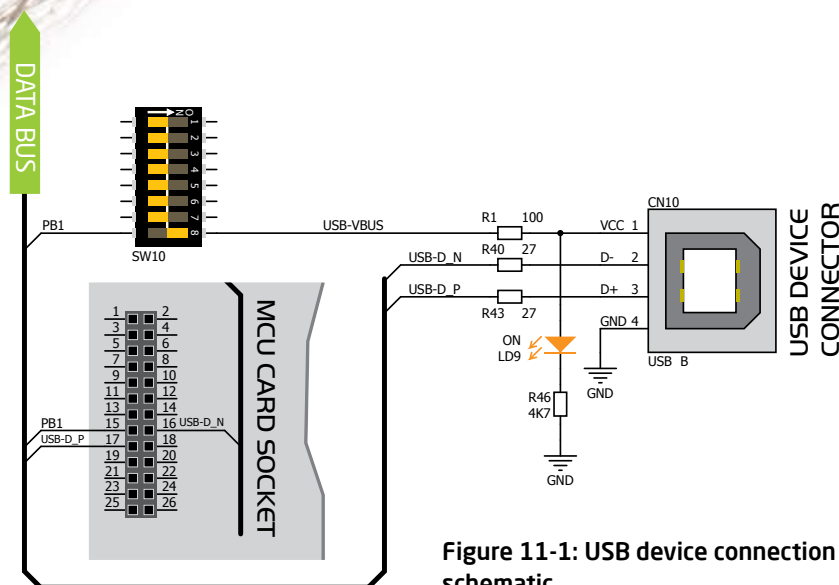 DATA BUS
ON
1
2
3
4
5
6
7
8
SW10
PB1
USB-VBUS
R1 100
R40 27
USB-D_N
USB-D_P
R43 27
CN10
VCC 1
D- 2
D+ 3
GND 4
USB B
USB DEVICE
CONNECTOR
ON
LD9
R46
4K7
GND
GND
1 2
3 4
5 6
7 8
9 10
11 12
13 14
PB1 15 16 USB-D_N
USB-D_P 17 18
19 20
21 22
23 24
25 26
MCU CARD SOCKET
Figure 11-1: USB device connection
schematic